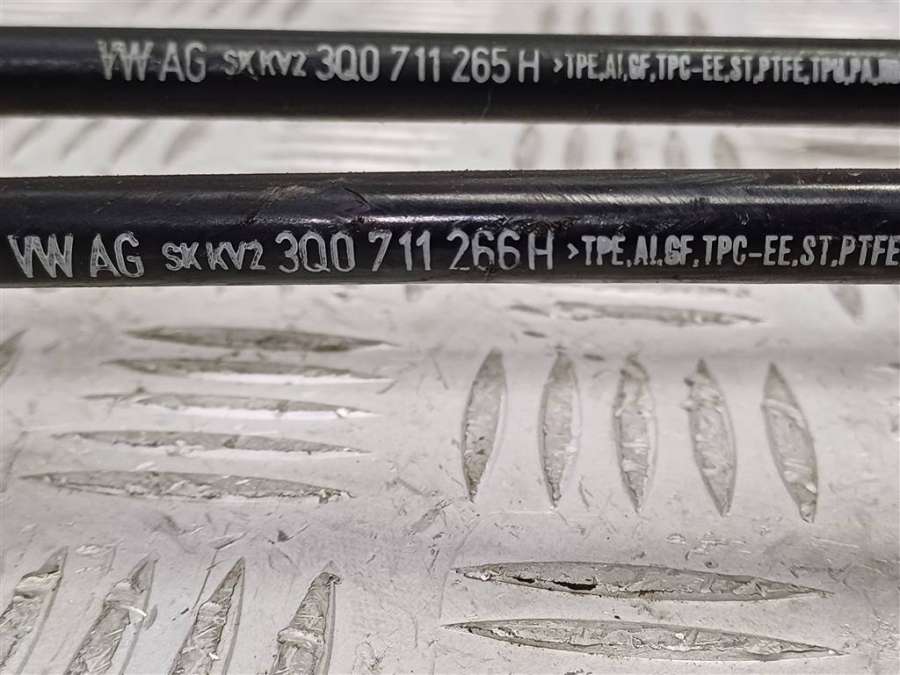 VW AG SK KV2 3Q0 711 265 H >TPE,AI,GF,TPC-EE,ST,PTFE,TPU,PA,
VW AG SK KV2 3Q0 711 266 H >TPE,AI,GF,TPC-EE,ST,PTFE